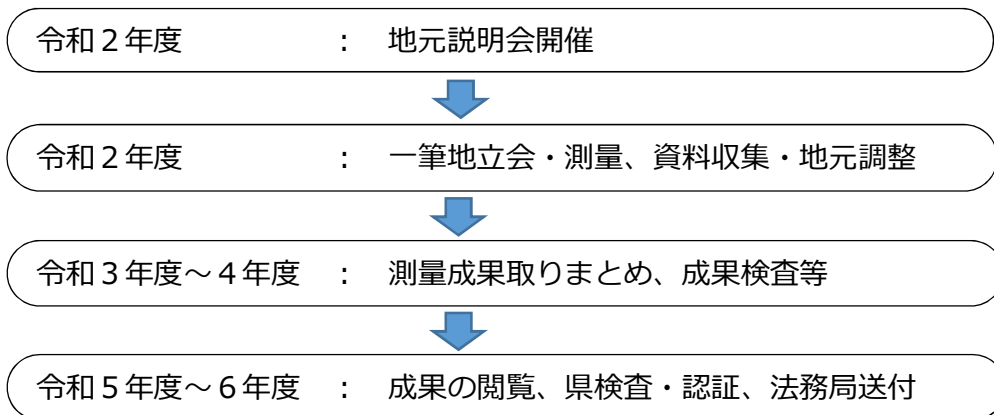 令和２年度　　　　　：　地元説明会開催
令和２年度　　　　　：　一筆地立会・測量、資料収集・地元調整
令和３年度～４年度　：　測量成果取りまとめ、成果検査等
令和５年度～６年度　：　成果の閲覧、県検査・認証、法務局送付